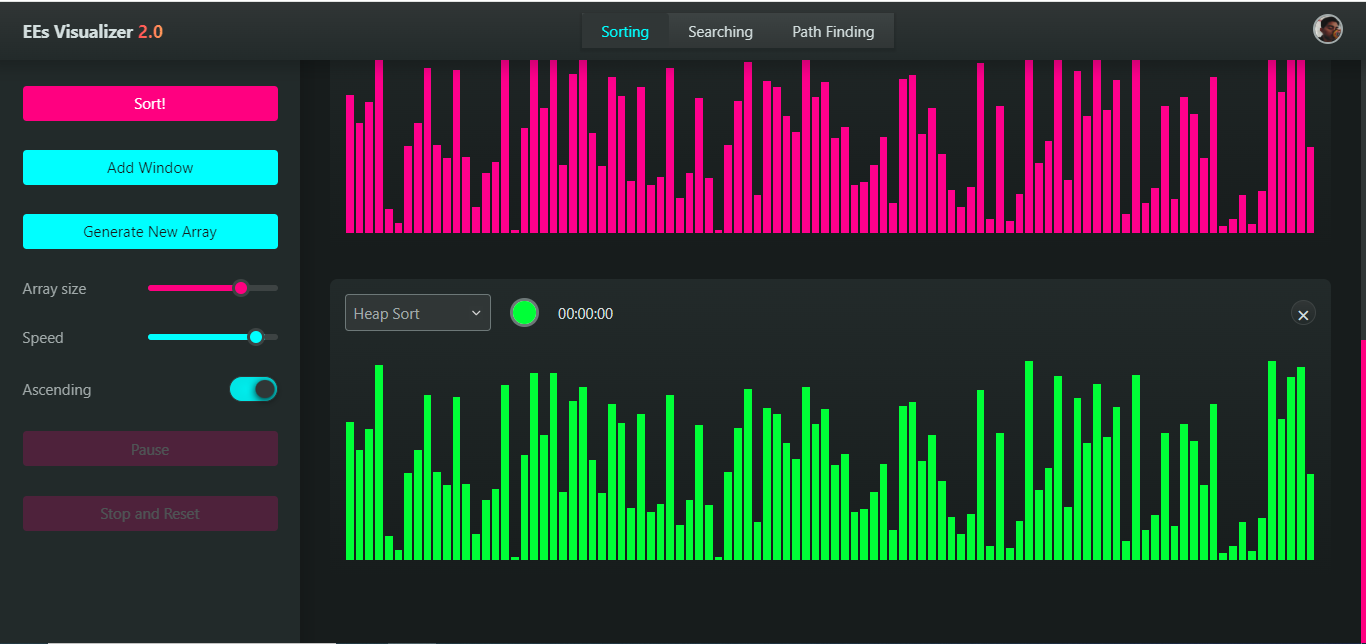 EEs Visualizer 2.0
Sorting Searching Path Finding
Sort!
Add Window
Generate New Array
Array size
Speed
Ascending
Pause
Stop and Reset
Heap Sort 00:00:00